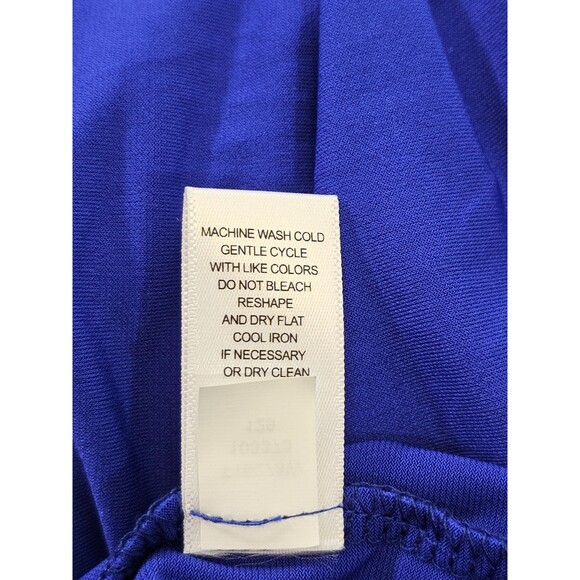 MACHINE WASH COLD
GENTLE CYCLE
WITH LIKE COLORS
DO NOT BLEACH
RESHAPE
AND DRY FLAT
COOL IRON
IF NECESSARY
OR DRY CLEAN